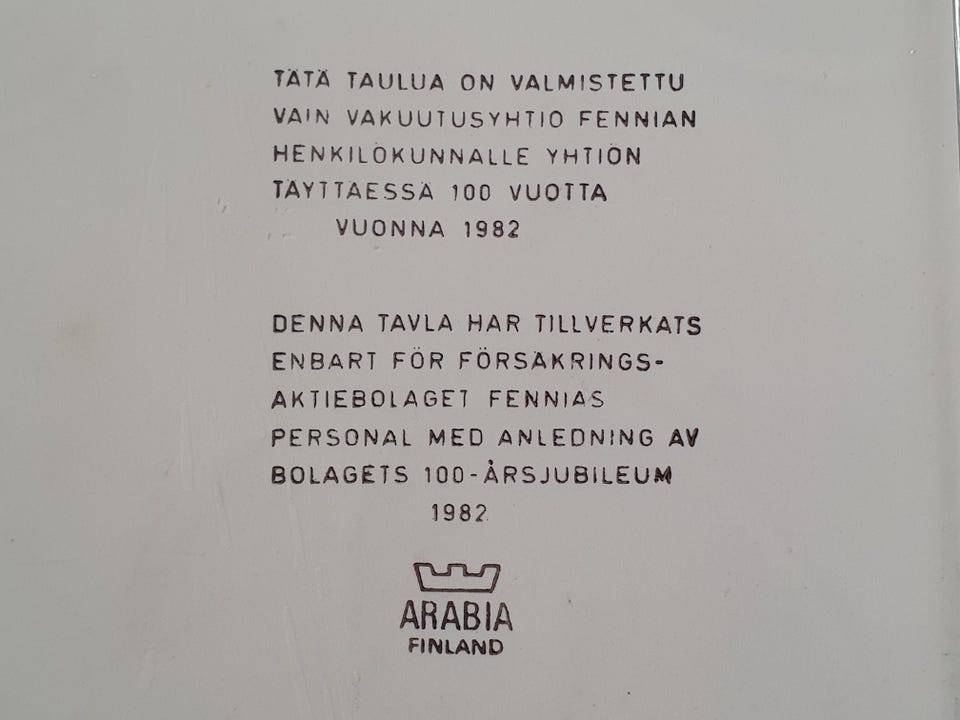 TÄTÄ TAULUA ON VALMISTETTU
VAIN VAKUUTUSYHTIÖ FENNIAN
HENKILÖKUNNALLE YHTIÖN
TÄYTTÄESSÄ 100 VUOTTA
VUONNA 1982
DENNA TAVLA HAR TILLVERKATS
ENBART FÖR FÖRSÄKRINGS-
AKTIEBOLAGET FENNIAS
PERSONAL MED ANLEDNING AV
BOLAGETS 100-ÅRSJUBILEUM
1982
ARABIA
FINLAND